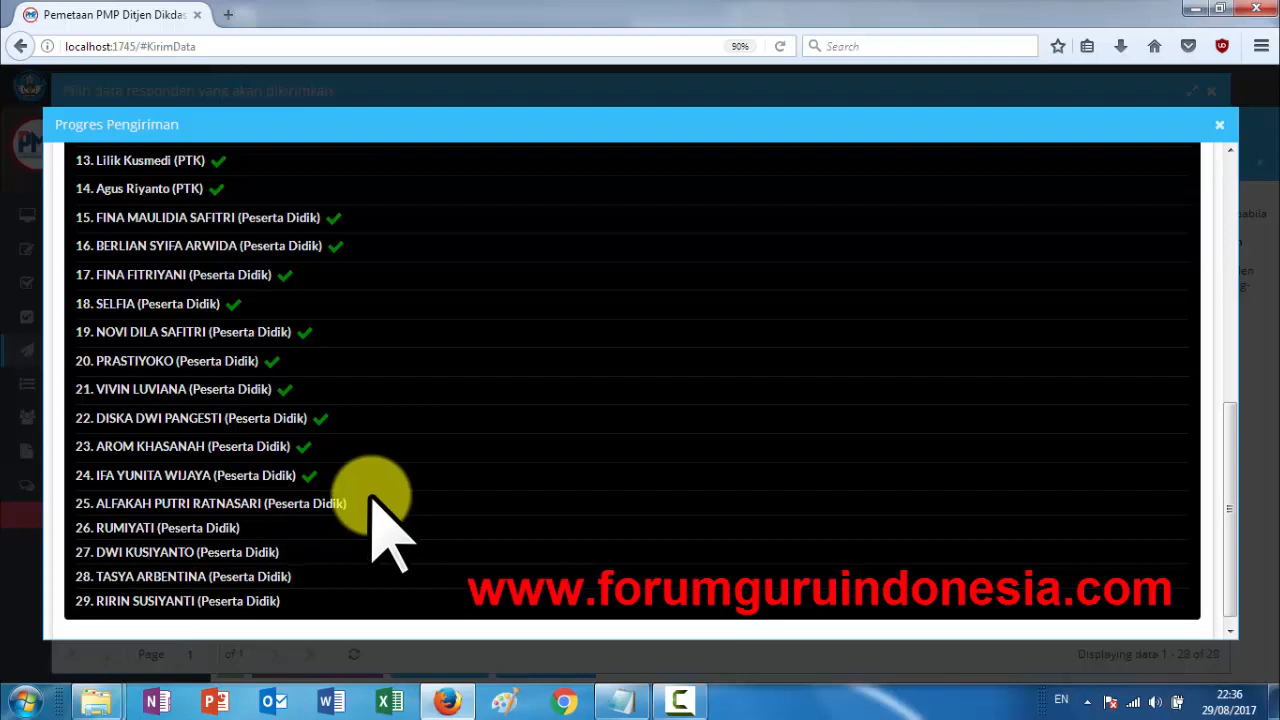 Pemetaan PMP Ditjen Dikdas
localhost:1745/#KirimData
90%
Search
Pilih data responden yang akan dikirimkan
Progres Pengiriman
13. Lilik Kusmedi (PTK)
14. Agus Riyanto (PTK)
15. FINA MAULIDIA SAFITRI (Peserta Didik)
16. BERLIAN SYIFA ARWIDA (Peserta Didik)
17. FINA FITRIYANI (Peserta Didik)
18. SELFIA (Peserta Didik)
19. NOVI DILA SAFITRI (Peserta Didik)
20. PRASTIYOKO (Peserta Didik)
21. VIVIN LUVIANA (Peserta Didik)
22. DISKA DWI PANGESTI (Peserta Didik)
23. AROM KHASANAH (Peserta Didik)
24. IFA YUNITA WIJAYA (Peserta Didik)
25. ALFAKAH PUTRI RATNASARI (Peserta Didik)
26. RUMIYATI (Peserta Didik)
27. DWI KUSIYANTO (Peserta Didik)
28. TASYA ARBENTINA (Peserta Didik)
29. RIRIN SUSIYANTI (Peserta Didik)
www.forumguruindonesia.com
Page 1 of 1
Displaying data 1 - 28 of 28
EN
22:36
29/08/2017